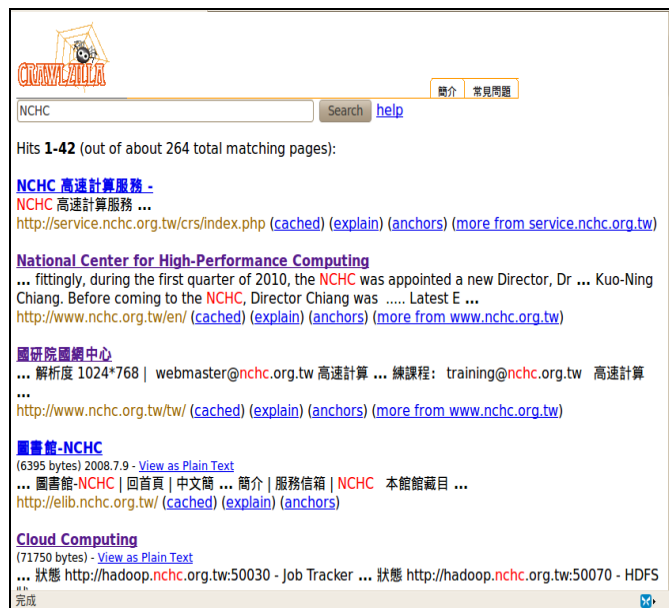 CRAWLZILLA
簡介 常見問題
NCHC Search help
Hits 1-42 (out of about 264 total matching pages):
NCHC 高速計算服務 -
NCHC 高速計算服務 ...
http://service.nchc.org.tw/crs/index.php (cached) (explain) (anchors) (more from service.nchc.org.tw)
National Center for High-Performance Computing
... fittingly, during the first quarter of 2010, the NCHC was appointed a new Director, Dr ... Kuo-Ning
Chiang. Before coming to the NCHC, Director Chiang was ..... Latest E ...
http://www.nchc.org.tw/en/ (cached) (explain) (anchors) (more from www.nchc.org.tw)
國研院國網中心
... 解析度 1024*768 | webmaster@nchc.org.tw 高速計算 ... 練課程: training@nchc.org.tw 高速計算
...
http://www.nchc.org.tw/tw/ (cached) (explain) (anchors) (more from www.nchc.org.tw)
圖書館-NCHC
(6395 bytes) 2008.7.9 - View as Plain Text
... 圖書館-NCHC | 回首頁 | 中文簡 ... 簡介 | 服務信箱 | NCHC 本館館藏目 ...
http://elib.nchc.org.tw/ (cached) (explain) (anchors)
Cloud Computing
(71750 bytes) - View as Plain Text
... 狀態 http://hadoop.nchc.org.tw:50030 - Job Tracker ... 狀態 http://hadoop.nchc.org.tw:50070 - HDFS
完成